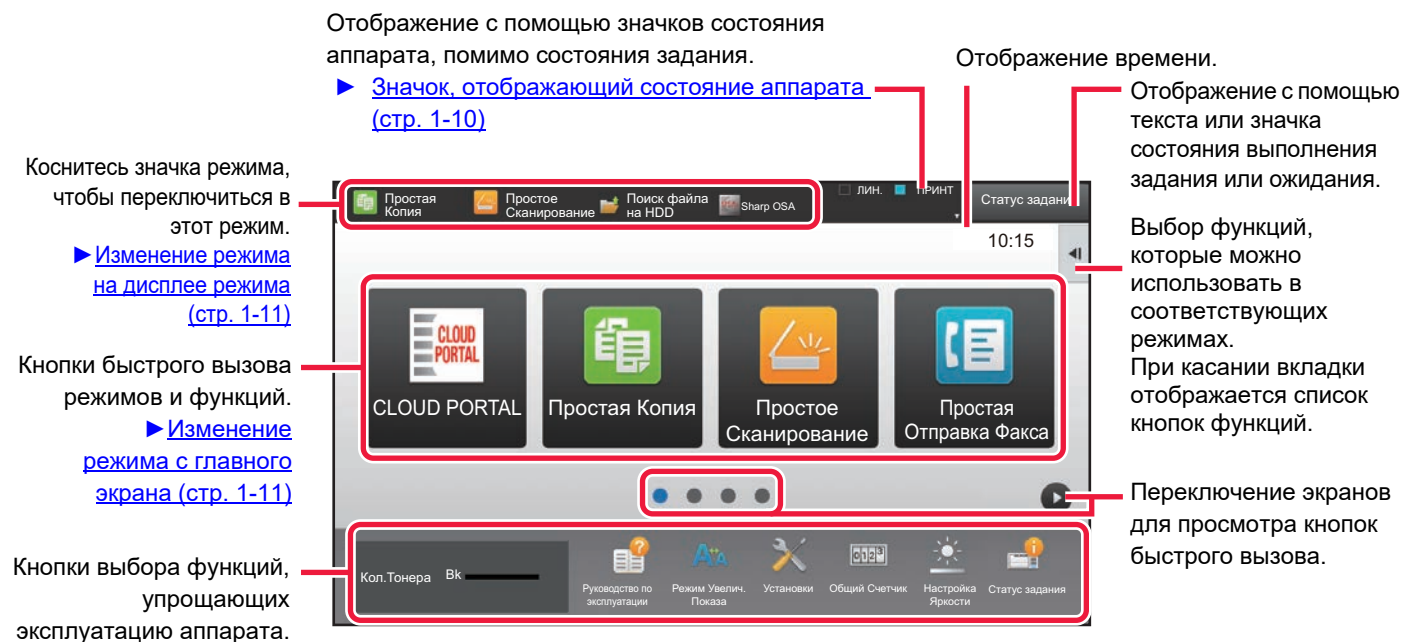 Отображение с помощью значков состояния
аппарата, помимо состояния задания.
► Значок, отображающий состояние аппарата
(стр. 1-10)
Отображение времени.
Отображение с помощью
текста или значка
состояния выполнения
задания или ожидания.
Коснитесь значка режима,
чтобы переключиться в
этот режим.
►Изменение режима
на дисплее режима
(стр. 1-11)
Простая
Копия
Простое
Сканирование
Поиск файла
на HDD
Sharp OSA
ЛИН.
ПРИНТ
Статус задания
10:15
Выбор функций,
которые можно
использовать в
соответствующих
режимах.
При касании вкладки
отображается список
кнопок функций.
Кнопки быстрого вызова
режимов и функций.
►Изменение
режима с главного
экрана (стр. 1-11)
CLOUD
PORTAL
CLOUD PORTAL
Простая Копия
Простое
Сканирование
Простая
Отправка Факса
Переключение экранов
для просмотра кнопок
быстрого вызова.
Кнопки выбора функций,
упрощающих
эксплуатацию аппарата.
Кол.Тонера
Bk
Руководство по
эксплуатации
Режим Увелич.
Показа
Установки
Общий Счетчик
Настройка
Яркости
Статус задания